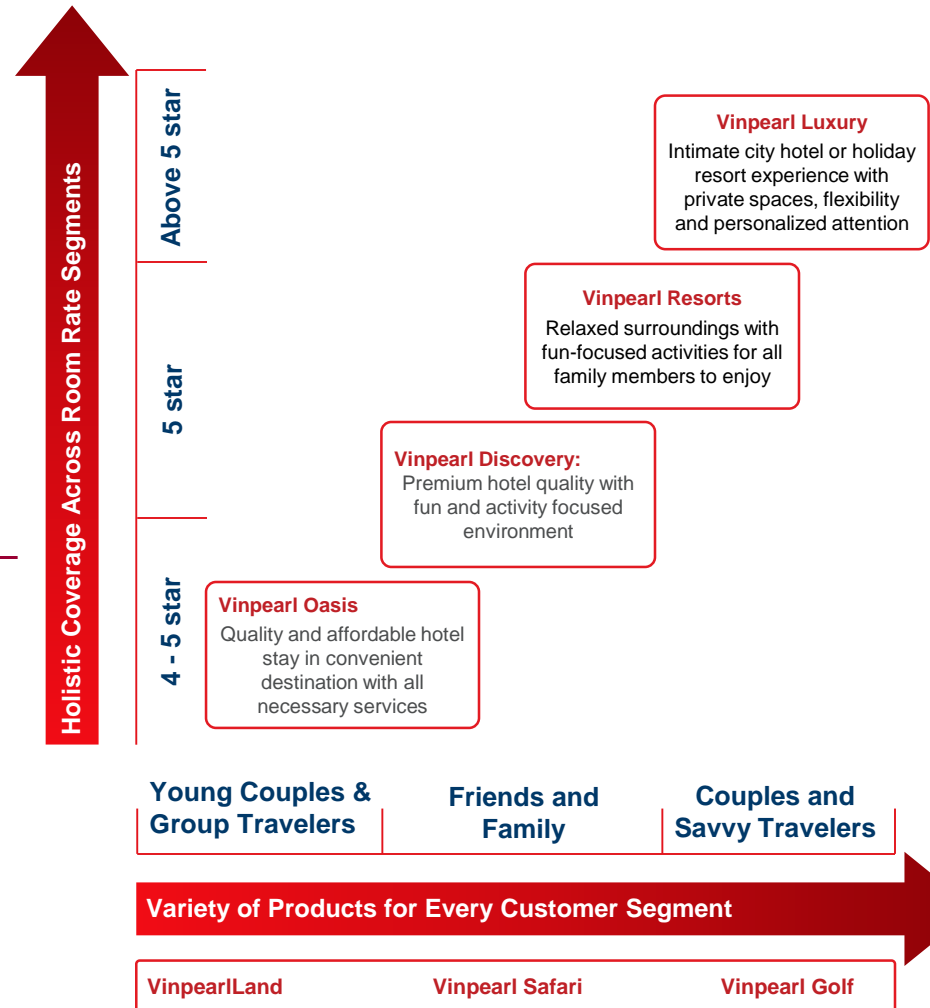 Holistic Coverage Across Room Rate Segments
Above 5 star
5 star
4 - 5 star
Vinpearl Luxury
Intimate city hotel or holiday
resort experience with
private spaces, flexibility
and personalized attention
Vinpearl Resorts
Relaxed surroundings with
fun-focused activities for all
family members to enjoy
Vinpearl Discovery:
Premium hotel quality with
fun and activity focused
environment
Vinpearl Oasis
Quality and affordable hotel
stay in convenient
destination with all
necessary services
Young Couples &
Group Travelers
Friends and
Family
Couples and
Savvy Travelers
Variety of Products for Every Customer Segment
VinpearlLand
Vinpearl Safari
Vinpearl Golf